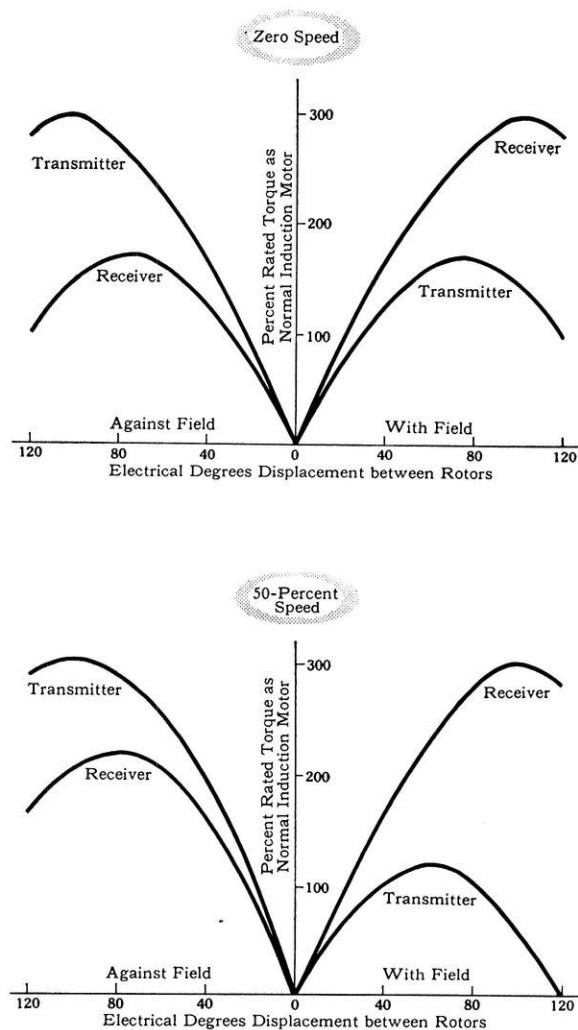 Zero Speed
Percent Rated Torque as
Normal Induction Motor
300
200
100
Transmitter
Receiver
Receiver
Transmitter
Against Field
With Field
120
80
40
0
40
80
120
Electrical Degrees Displacement between Rotors
50-Percent
Speed
Percent Rated Torque as
Normal Induction Motor
300
200
100
Transmitter
Receiver
Receiver
Transmitter
Against Field
With Field
120
80
40
0
40
80
120
Electrical Degrees Displacement between Rotors